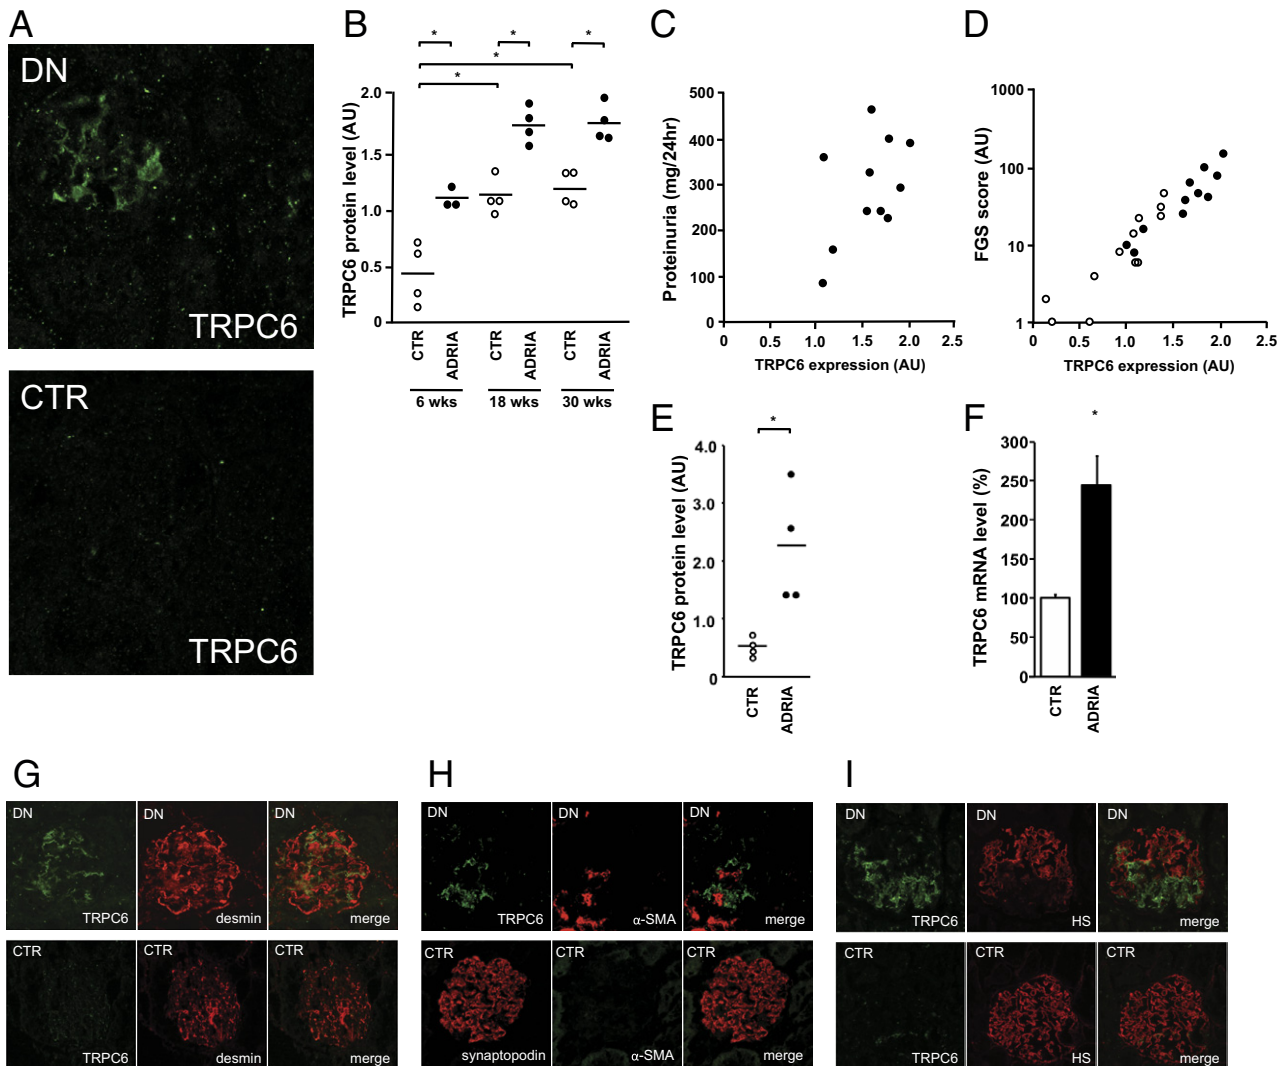 A
DN
TRPC6
CTR
TRPC6
B
* * *
*
*
TRPC6 protein level (AU)
2.0
1.5
1.0
0.5
0
CTR ADRIA CTR ADRIA CTR ADRIA
6 wks 18 wks 30 wks
C
Proteinuria (mg/24hr)
500
400
300
200
100
0
0 0.5 1.0 1.5 2.0 2.5
TRPC6 expression (AU)
D
FGS score (AU)
1000
100
10
1
0 0.5 1.0 1.5 2.0 2.5
TRPC6 expression (AU)
E
*
TRPC6 protein level (AU)
4.0
3.0
2.0
1.0
0
CTR ADRIA
F
*
TRPC6 mRNA level (%)
300
250
200
150
100
50
0
CTR ADRIA
G
DN DN DN
TRPC6 desmin merge
CTR CTR CTR
TRPC6 desmin merge
H
DN DN DN
TRPC6 α-SMA merge
CTR CTR CTR
synaptopodin α-SMA merge
I
DN DN DN
TRPC6 HS merge
CTR CTR CTR
TRPC6 HS merge